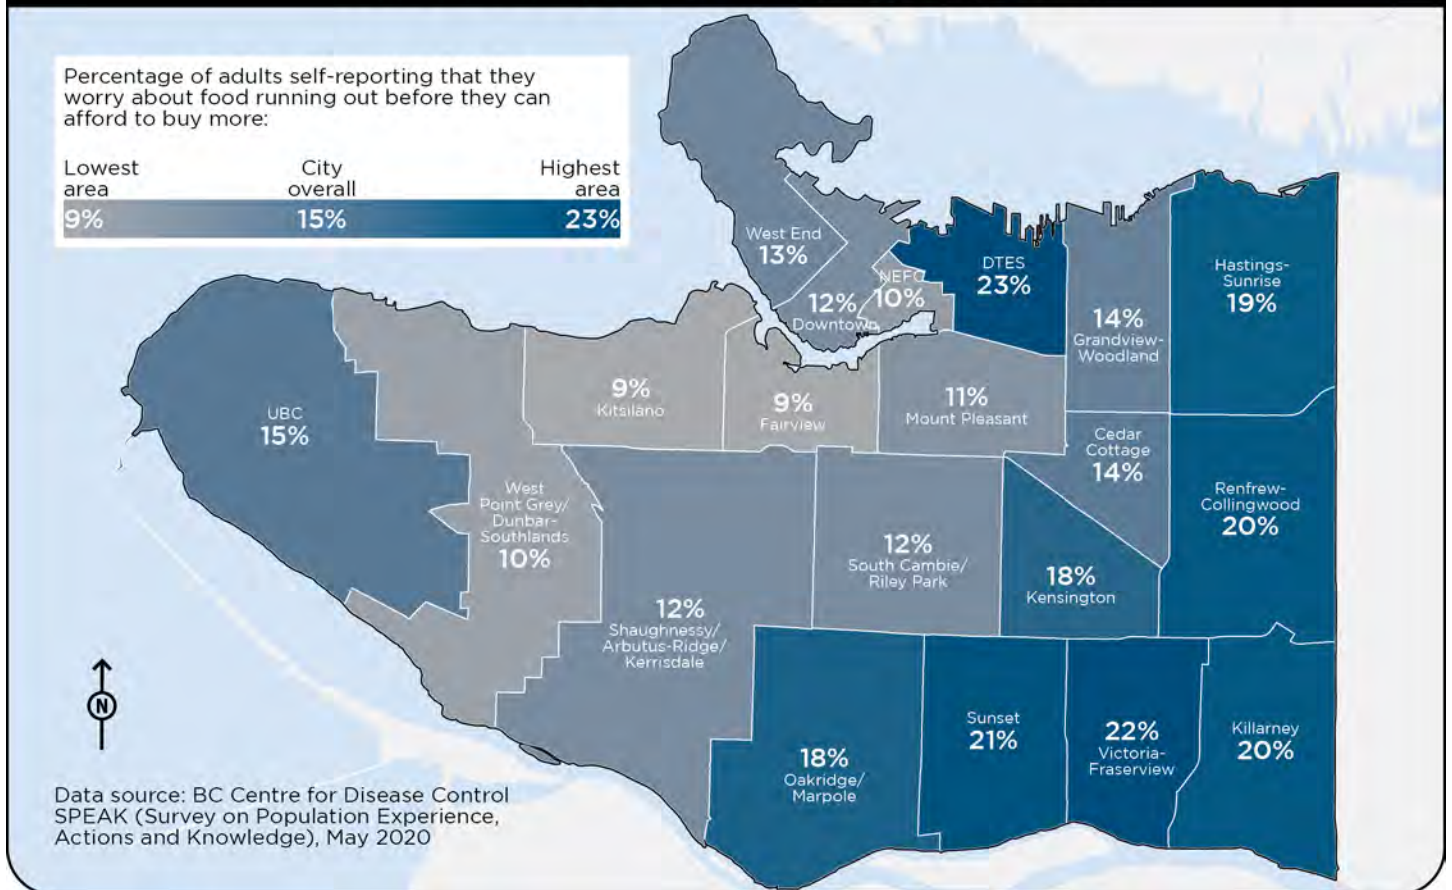 Percentage of adults self-reporting that they
worry about food running out before they can
afford to buy more:
Lowest
area
City
overall
Highest
area
9%
15%
23%
West End
13%
12%
Downtown
NEFC
10%
DTES
23%
14%
Grandview-
Woodland
Hastings-
Sunrise
19%
UBC
15%
9%
Kitsilano
9%
Fairview
11%
Mount Pleasant
Cedar
Cottage
14%
West
Point Grey/
Dunbar-
Southlands
10%
Renfrew-
Collingwood
20%
12%
South Cambie/
Riley Park
18%
Kensington
12%
Shaughnessy/
Arbutus-Ridge/
Kerrisdale
18%
Oakridge/
Marpole
Sunset
21%
22%
Victoria-
Fraserview
Killarney
20%
N
Data source: BC Centre for Disease Control
SPEAK (Survey on Population Experience,
Actions and Knowledge), May 2020